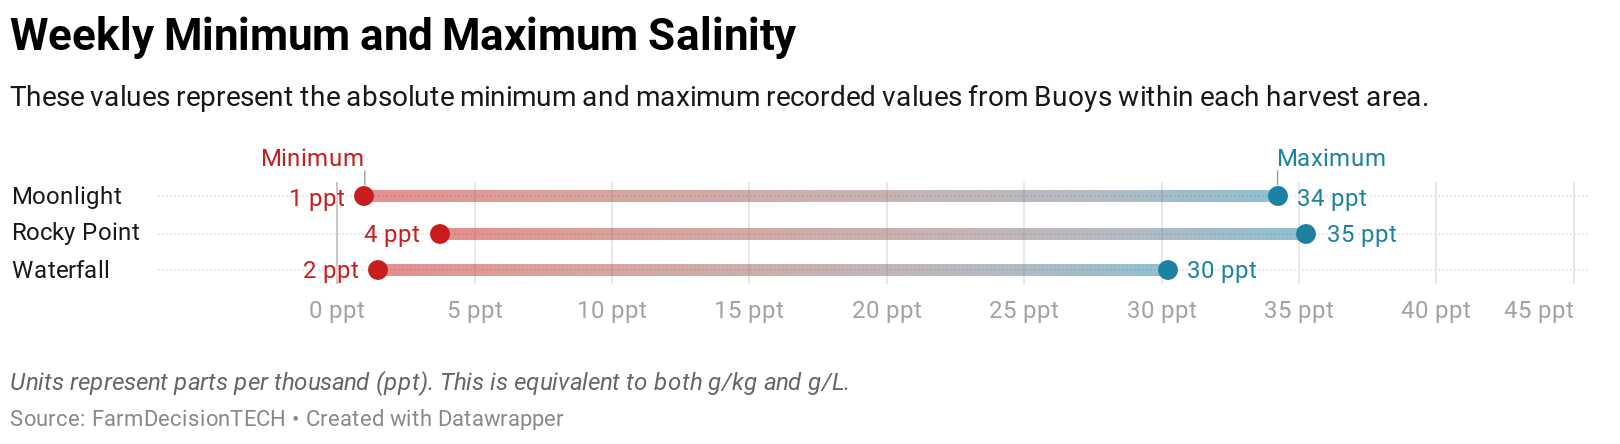 Weekly Minimum and Maximum Salinity
These values represent the absolute minimum and maximum recorded values from Buoys within each harvest area.
Minimum Maximum
Moonlight 1 ppt 34 ppt
Rocky Point 4 ppt 35 ppt
Waterfall 2 ppt 30 ppt
0 ppt 5 ppt 10 ppt 15 ppt 20 ppt 25 ppt 30 ppt 35 ppt 40 ppt 45 ppt
Units represent parts per thousand (ppt). This is equivalent to both g/kg and g/L.
Source: FarmDecisionTECH • Created with Datawrapper